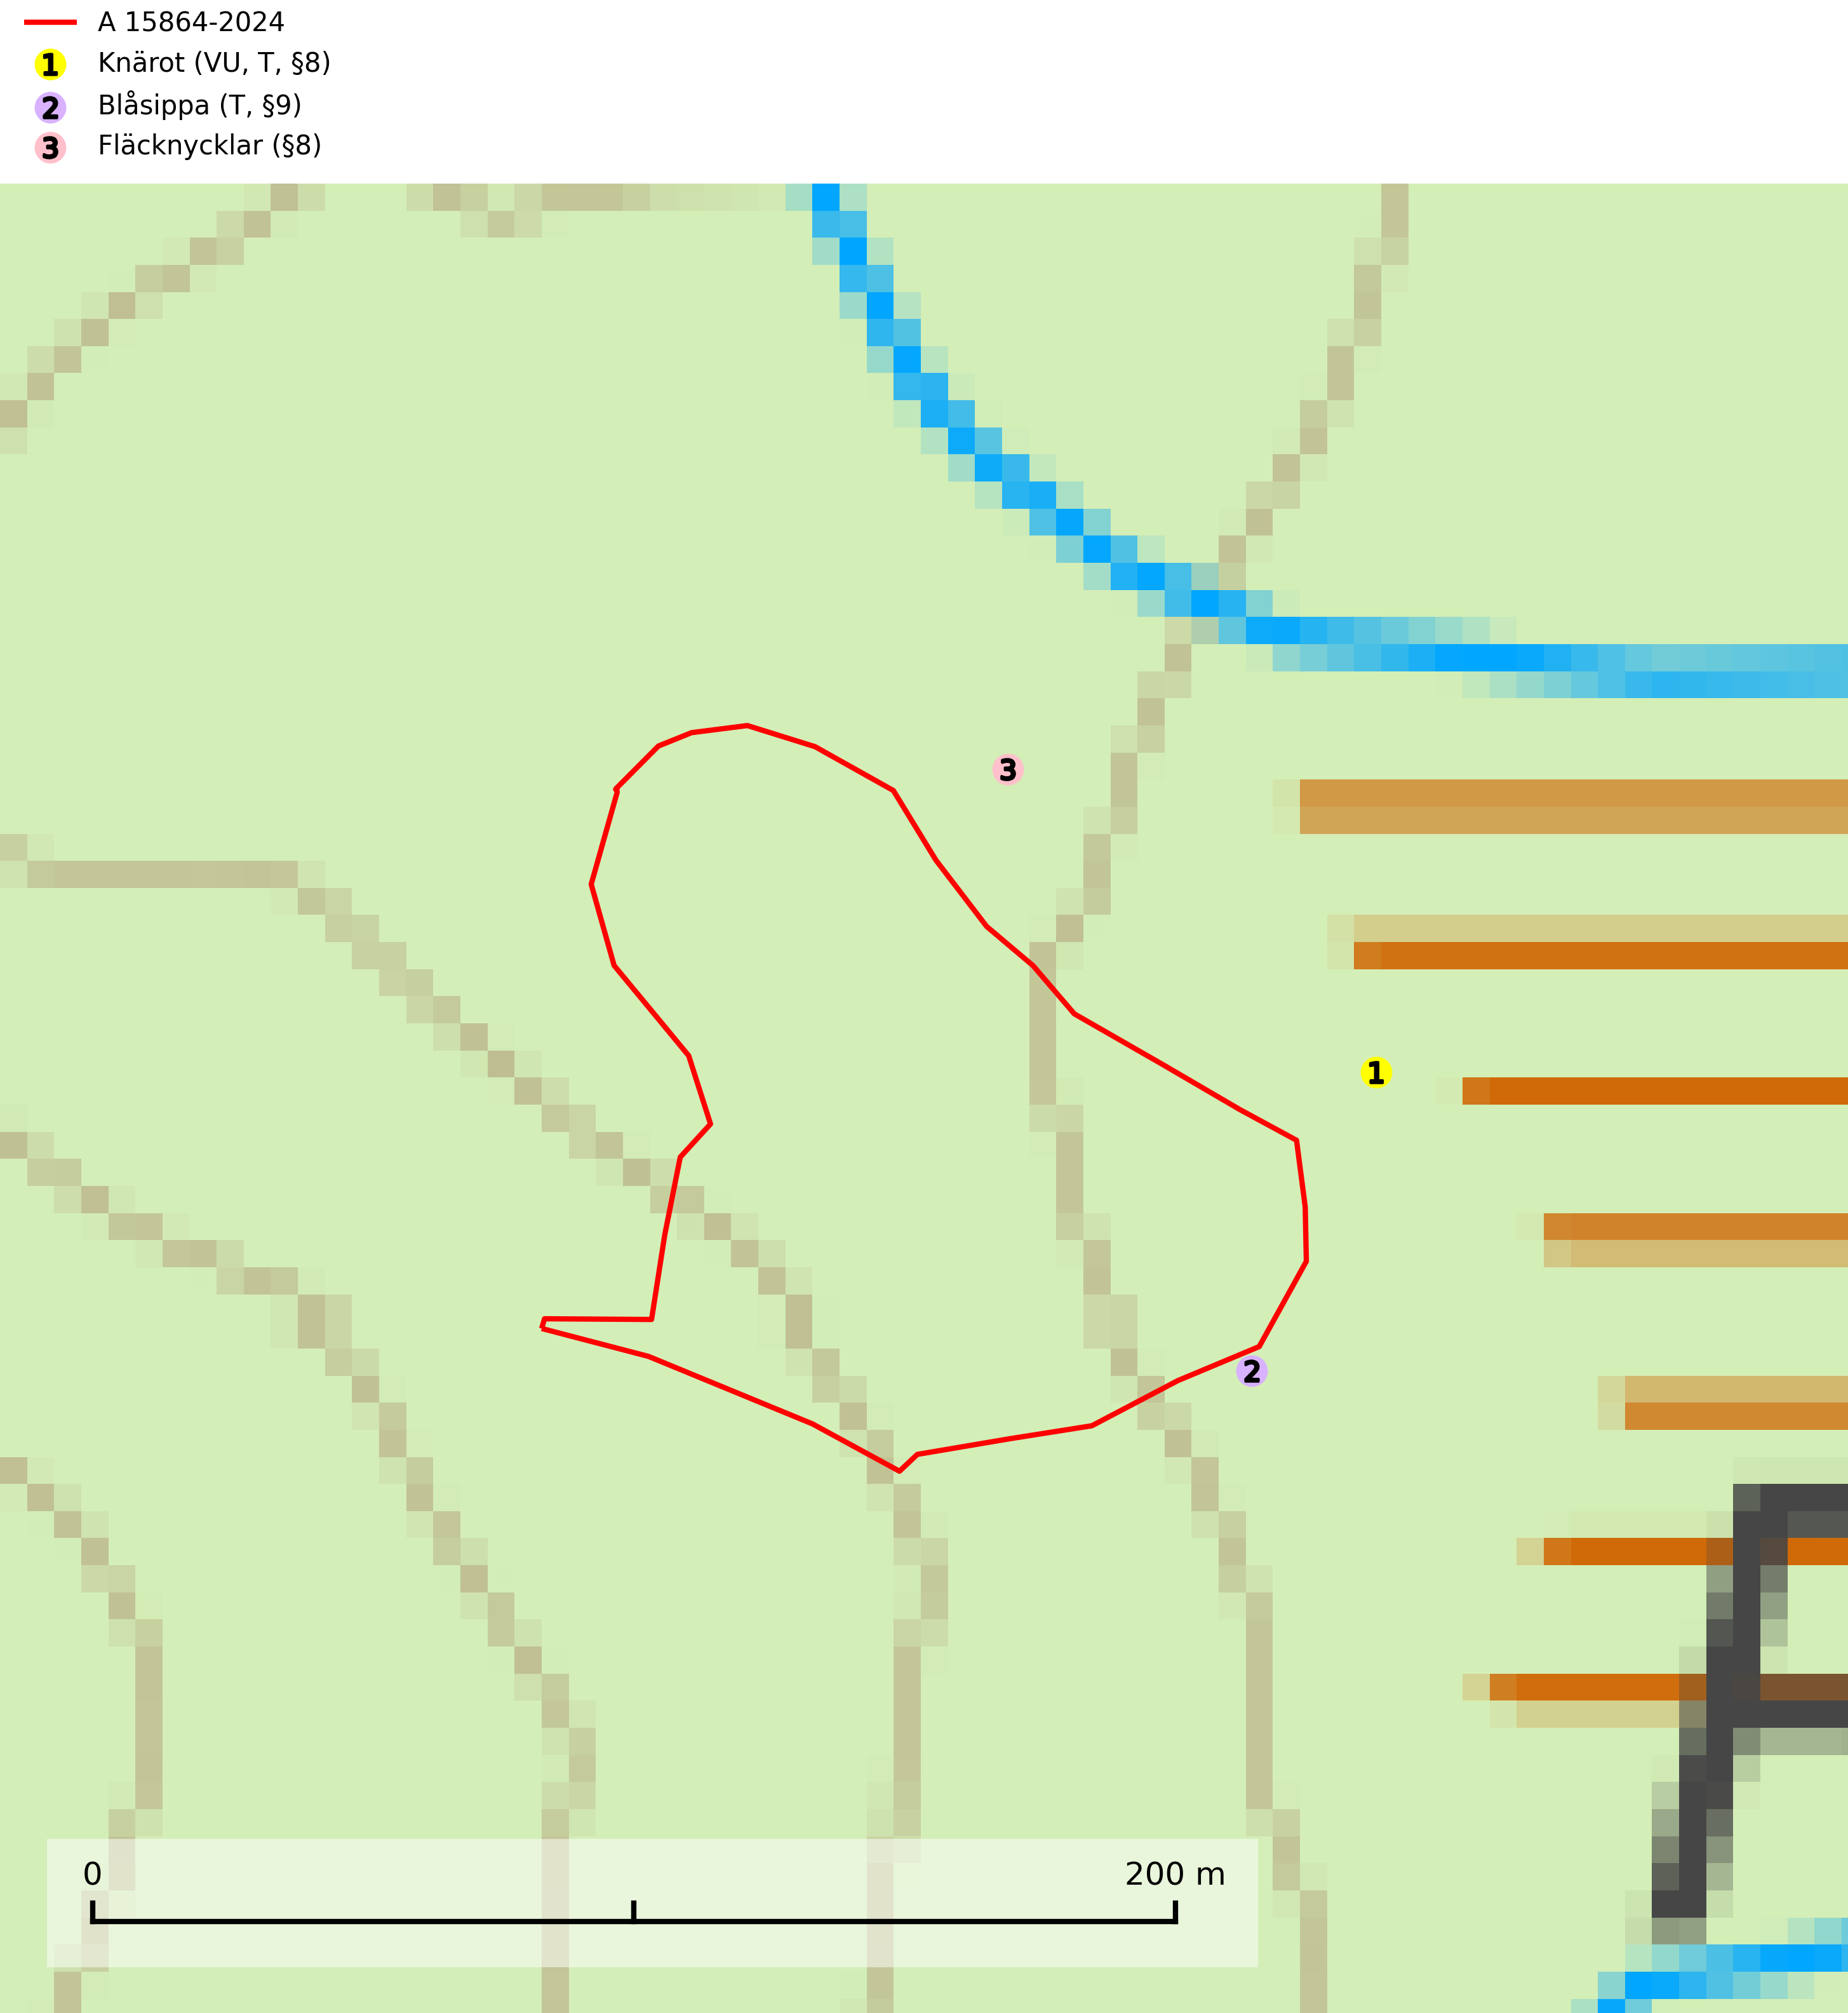 A 15864-2024
1 Knärot (VU, T, §8)
2 Blåsippa (T, §9)
3 Fläcknycklar (§8)
3
1
2
0 200 m